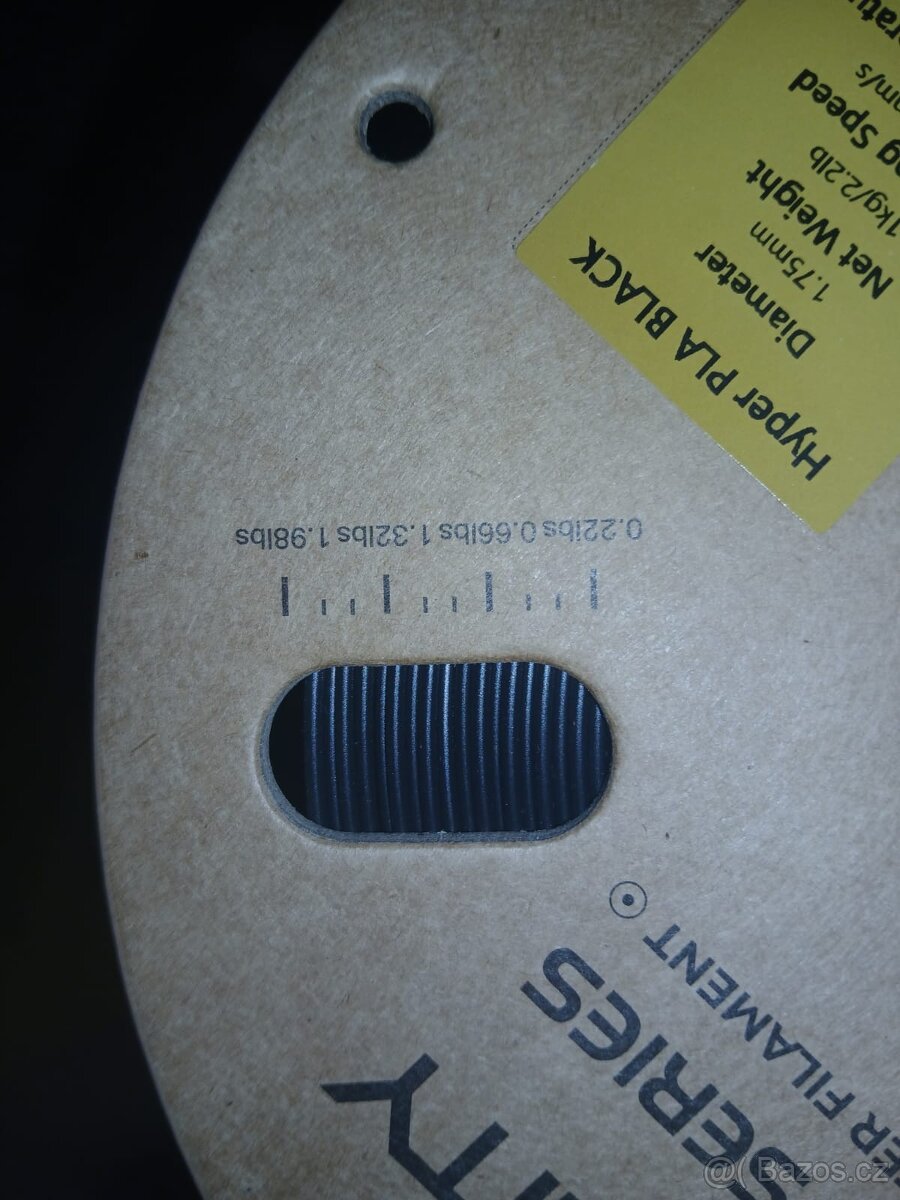 Hyper PLA BLACK
Diameter
1.75mm
Net Weight
1kg/2.2lb
Speed
mm/s
0.22lbs 0.66lbs 1.32lbs 1.98lbs
SERIES
FILAMENT
@( Bazos.cz